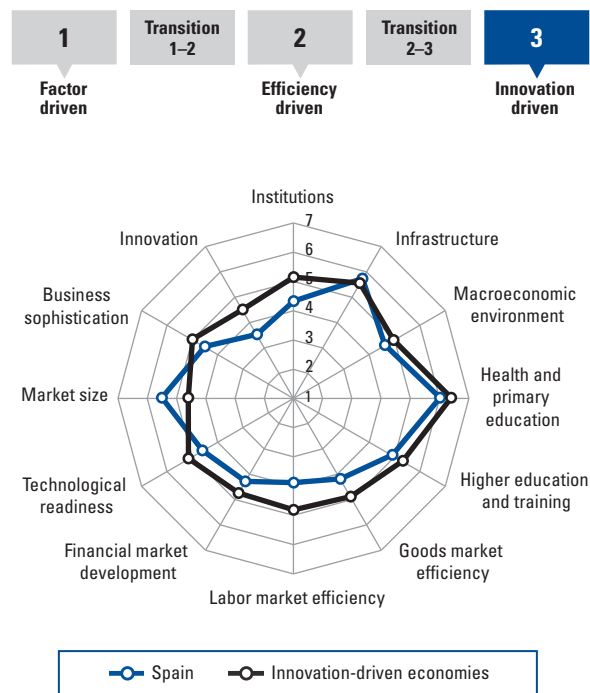 1
Transition
1–2
2
Transition
2–3
3
Factor
driven
Efficiency
driven
Innovation
driven
Institutions
7
6
5
4
3
2
1
Innovation
Infrastructure
Business
sophistication
Macroeconomic
environment
Market size
Health and
primary
education
Technological
readiness
Higher education
and training
Financial market
development
Goods market
efficiency
Labor market efficiency
Spain
Innovation-driven economies